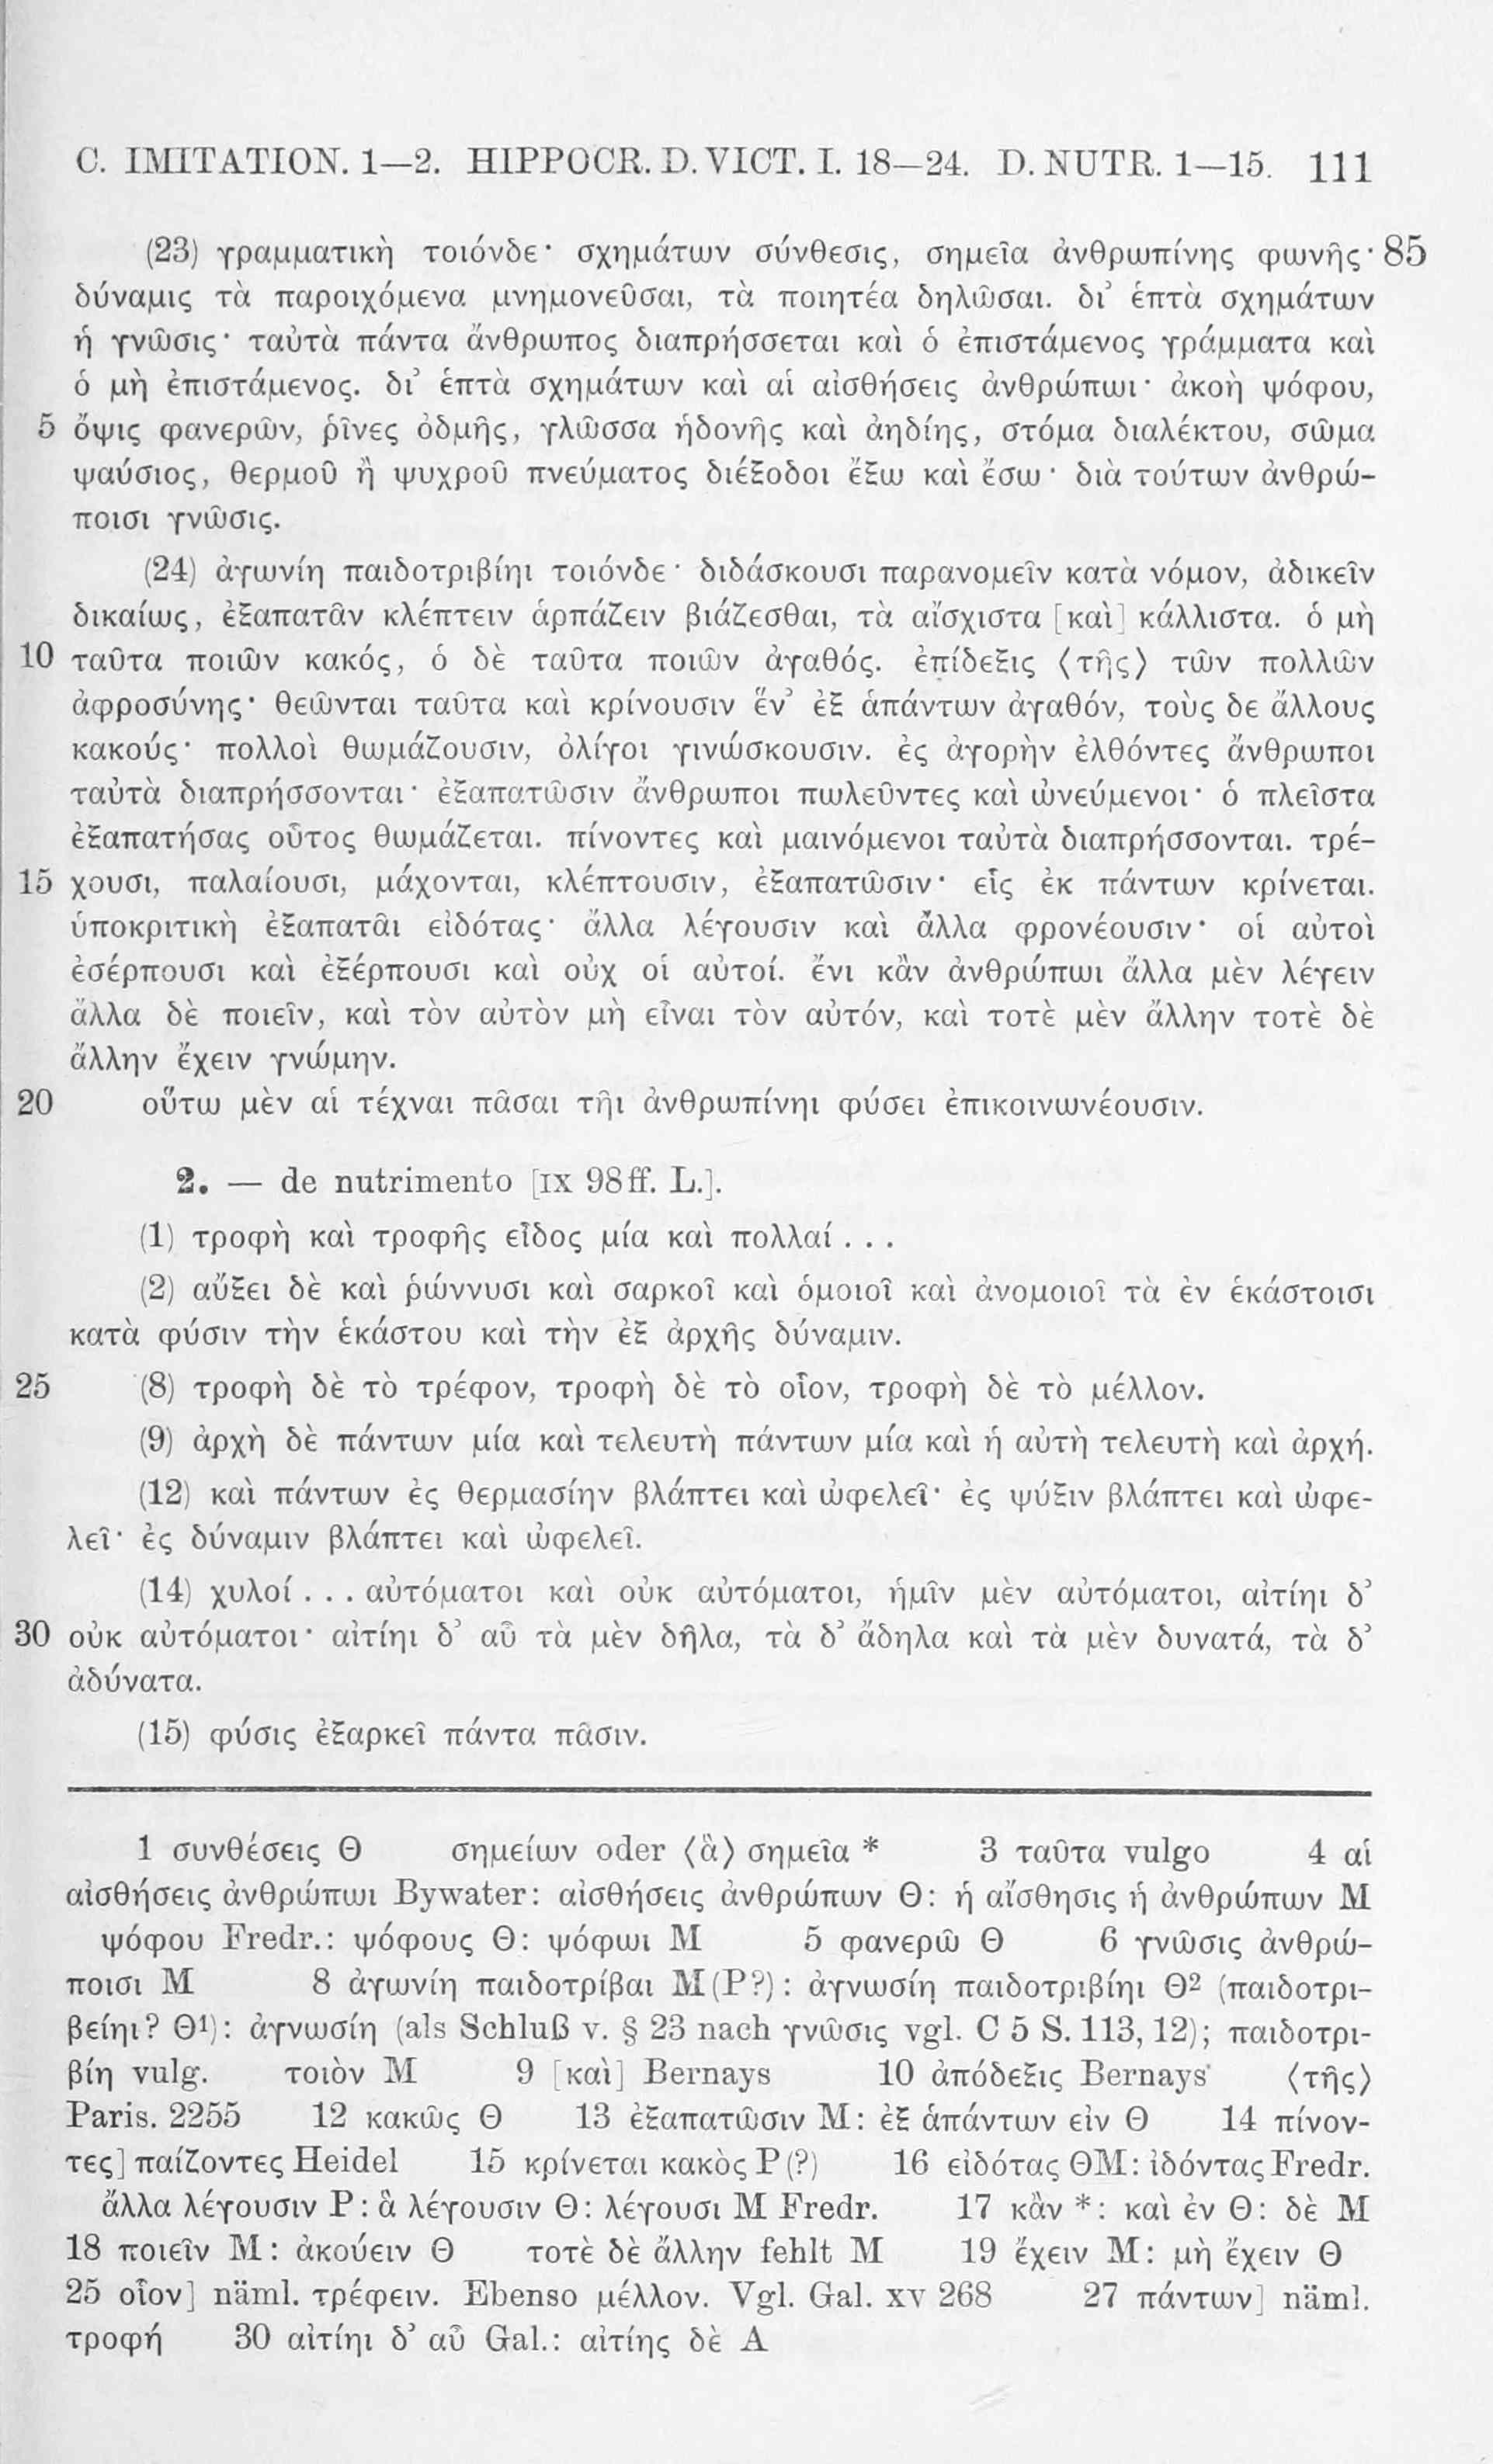 C. IMITATION. 1—2. HIPPOCR. D. VICT. I. 18—24. D. NUTR. 1—15. 111
(23) γραμματικὴ τοιόνδε· σχημάτων σύνθεσις, σημεῖα ἀνθρωπίνης φωνῆς· 85
δύναμις τὰ παροιχόμενα μνημονεῦσαι, τὰ ποιητέα δηλῶσαι. δι’ ἑπτὰ σχημάτων
ἡ γνῶσις· ταὐτὰ πάντα ἄνθρωπος διαπρήσσεται καὶ ὁ ἐπιστάμενος γράμματα καὶ
ὁ μὴ ἐπιστάμενος. δι’ ἑπτὰ σχημάτων καὶ αἱ αἰσθήσεις ἀνθρώπωι· ἀκοὴ ψόφου,
5 ὄψις φανερῶν, ῥῖνες ὀδμῆς, γλῶσσα ἡδονῆς καὶ ἀηδίης, στόμα διαλέκτου, σῶμα
ψαύσιος, θερμοῦ ἢ ψυχροῦ πνεύματος διέξοδοι ἔξω καὶ ἔσω· διὰ τούτων ἀνθρώ-
ποισι γνῶσις.
(24) ἀγωνίη παιδοτριβίηι τοιόνδε· διδάσκουσι παρανομεῖν κατὰ νόμον, ἀδικεῖν
δικαίως, ἐξαπατᾶν κλέπτειν ἁρπάζειν βιάζεσθαι, τὰ αἴσχιστα [καὶ] κάλλιστα. ὁ μὴ
10 ταῦτα ποιῶν κακός, ὁ δὲ ταῦτα ποιῶν ἀγαθός. ἐπίδεξις ⟨τῆς⟩ τῶν πολλῶν
ἀφροσύνης· θεῶνται ταῦτα καὶ κρίνουσιν ἕν’ ἐξ ἁπάντων ἀγαθόν, τοὺς δε ἄλλους
κακούς· πολλοὶ θωμάζουσιν, ὀλίγοι γινώσκουσιν. ἐς ἀγορὴν ἐλθόντες ἄνθρωποι
ταὐτὰ διαπρήσσονται· ἐξαπατῶσιν ἄνθρωποι πωλεῦντες καὶ ὠνεύμενοι· ὁ πλεῖστα
ἐξαπατήσας οὗτος θωμάζεται. πίνοντες καὶ μαινόμενοι ταὐτὰ διαπρήσσονται. τρέ-
15 χουσι, παλαίουσι, μάχονται, κλέπτουσιν, ἐξαπατῶσιν· εἷς ἐκ πάντων κρίνεται.
ὑποκριτικὴ ἐξαπατᾶι εἰδότας· ἄλλα λέγουσιν καὶ ἄλλα φρονέουσιν· οἱ αὐτοὶ
ἐσέρπουσι καὶ ἐξέρπουσι καὶ οὐχ οἱ αὐτοί. ἔνι κἂν ἀνθρώπωι ἄλλα μὲν λέγειν
ἄλλα δὲ ποιεῖν, καὶ τὸν αὐτὸν μὴ εἶναι τὸν αὐτόν, καὶ τοτὲ μὲν ἄλλην τοτὲ δὲ
ἄλλην ἔχειν γνώμην.
20 οὕτω μὲν αἱ τέχναι πᾶσαι τῆι ἀνθρωπίνηι φύσει ἐπικοινωνέουσιν.
2. — de nutrimento [IX 98 ff. L.].
(1) τροφὴ καὶ τροφῆς εἶδος μία καὶ πολλαί . . .
(2) αὔξει δὲ καὶ ῥώννυσι καὶ σαρκοῖ καὶ ὁμοιοῖ καὶ ἀνομοιοῖ τὰ ἐν ἑκάστοισι
κατὰ φύσιν τὴν ἑκάστου καὶ τὴν ἐξ ἀρχῆς δύναμιν.
25 (8) τροφὴ δὲ τὸ τρέφον, τροφὴ δὲ τὸ οἷον, τροφὴ δὲ τὸ μέλλον.
(9) ἀρχὴ δὲ πάντων μία καὶ τελευτὴ πάντων μία καὶ ἡ αὐτὴ τελευτὴ καὶ ἀρχή.
(12) καὶ πάντων ἐς θερμασίην βλάπτει καὶ ὠφελεῖ· ἐς ψύξιν βλάπτει καὶ ὠφε-
λεῖ· ἐς δύναμιν βλάπτει καὶ ὠφελεῖ.
(14) χυλοί . . . αὐτόματοι καὶ οὐκ αὐτόματοι, ἡμῖν μὲν αὐτόματοι, αἰτίηι δ’
30 οὐκ αὐτόματοι· αἰτίηι δ’ αὖ τὰ μὲν δῆλα, τὰ δ’ ἄδηλα καὶ τὰ μὲν δυνατά, τὰ δ’
ἀδύνατα.
(15) φύσις ἐξαρκεῖ πάντα πᾶσιν.
1 συνθέσεις Θ σημείων oder ⟨ἃ⟩ σημεῖα * 3 ταῦτα vulgo 4 αἱ
αἰσθήσεις ἀνθρώπωι Bywater: αἰσθήσεις ἀνθρώπων Θ: ἡ αἴσθησις ἡ ἀνθρώπων M
ψόφου Fredr.: ψόφους Θ: ψόφωι M 5 φανερῶ Θ 6 γνῶσις ἀνθρώ-
ποισι M 8 ἀγωνίη παιδοτρίβαι M (P?): ἀγνωσίη παιδοτριβίηι Θ² (παιδοτρι-
βείηι? Θ¹): ἀγνωσίη (als Schluß v. § 23 nach γνῶσις vgl. C 5 S. 113, 12); παιδοτρι-
βίη vulg. τοιὸν M 9 [καὶ] Bernays 10 ἀπόδεξις Bernays ⟨τῆς⟩
Paris. 2255 12 κακῶς Θ 13 ἐξαπατῶσιν M: ἐξ ἁπάντων εἰν Θ 14 πίνον-
τες] παίζοντες Heidel 15 κρίνεται κακὸς P (?) 16 εἰδότας ΘM: ἰδόντας Fredr.
ἄλλα λέγουσιν P: ἃ λέγουσιν Θ: λέγουσι M Fredr. 17 κἂν *: καὶ ἐν Θ: δὲ M
18 ποιεῖν M: ἀκούειν Θ τοτὲ δὲ ἄλλην fehlt M 19 ἔχειν M: μὴ ἔχειν Θ
25 οἷον] näml. τρέφειν. Ebenso μέλλον. Vgl. Gal. XV 268 27 πάντων] näml.
τροφή 30 αἰτίηι δ’ αὖ Gal.: αἰτίης δὲ A